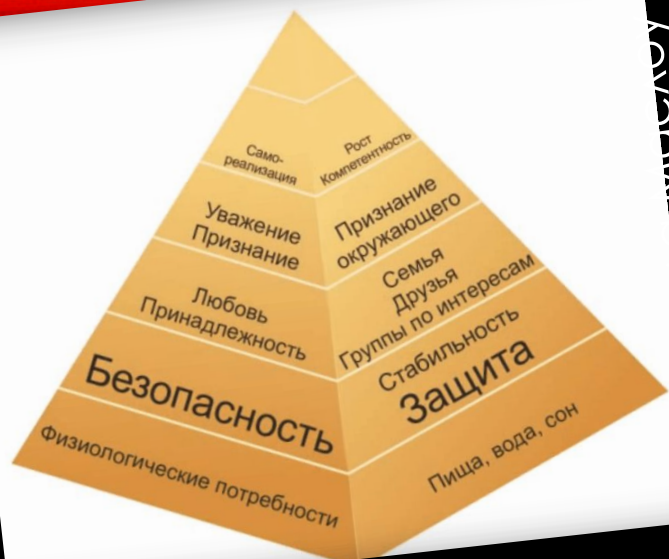 Само-
реализация
Рост
Компетентность
Уважение
Признание
Признание
окружающего
Любовь
Принадлежность
Семья
Друзья
Группы по интересам
Безопасность
Стабильность
Защита
Физиологические потребности
Пища, вода, сон